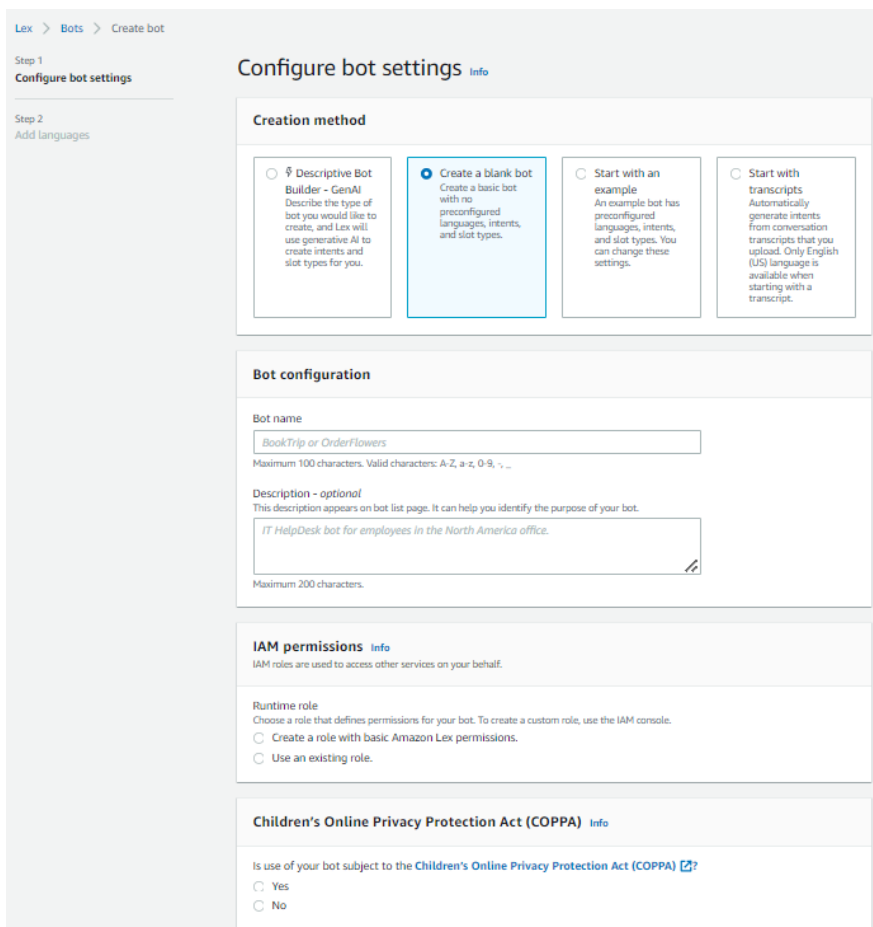 Lex > Bots > Create bot
Step 1
Configure bot settings
Step 2
Add languages
Configure bot settings Info
Creation method
Descriptive Bot
Builder - GenAI
Describe the type of
bot you would like to
create, and Lex will
use generative AI to
create intents and
slot types for you.
Create a blank bot
Create a basic bot
with no
preconfigured
languages, intents,
and slot types.
Start with an
example
An example bot has
preconfigured
languages, intents,
and slot types. You
can change these
settings.
Start with
transcripts
Automatically
generate intents
from conversation
transcripts that you
upload. Only English
(US) language is
available when
starting with a
transcript.
Bot configuration
Bot name
BookTrip or OrderFlowers
Maximum 100 characters. Valid characters: A-Z, a-z, 0-9, -, _
Description - optional
This description appears on bot list page. It can help you identify the purpose of your bot.
IT HelpDesk bot for employees in the North America office.
Maximum 200 characters.
IAM permissions Info
IAM roles are used to access other services on your behalf.
Runtime role
Choose a role that defines permissions for your bot. To create a custom role, use the IAM console.
Create a role with basic Amazon Lex permissions.
Use an existing role.
Children's Online Privacy Protection Act (COPPA) Info
Is use of your bot subject to the Children's Online Privacy Protection Act (COPPA)?
Yes
No